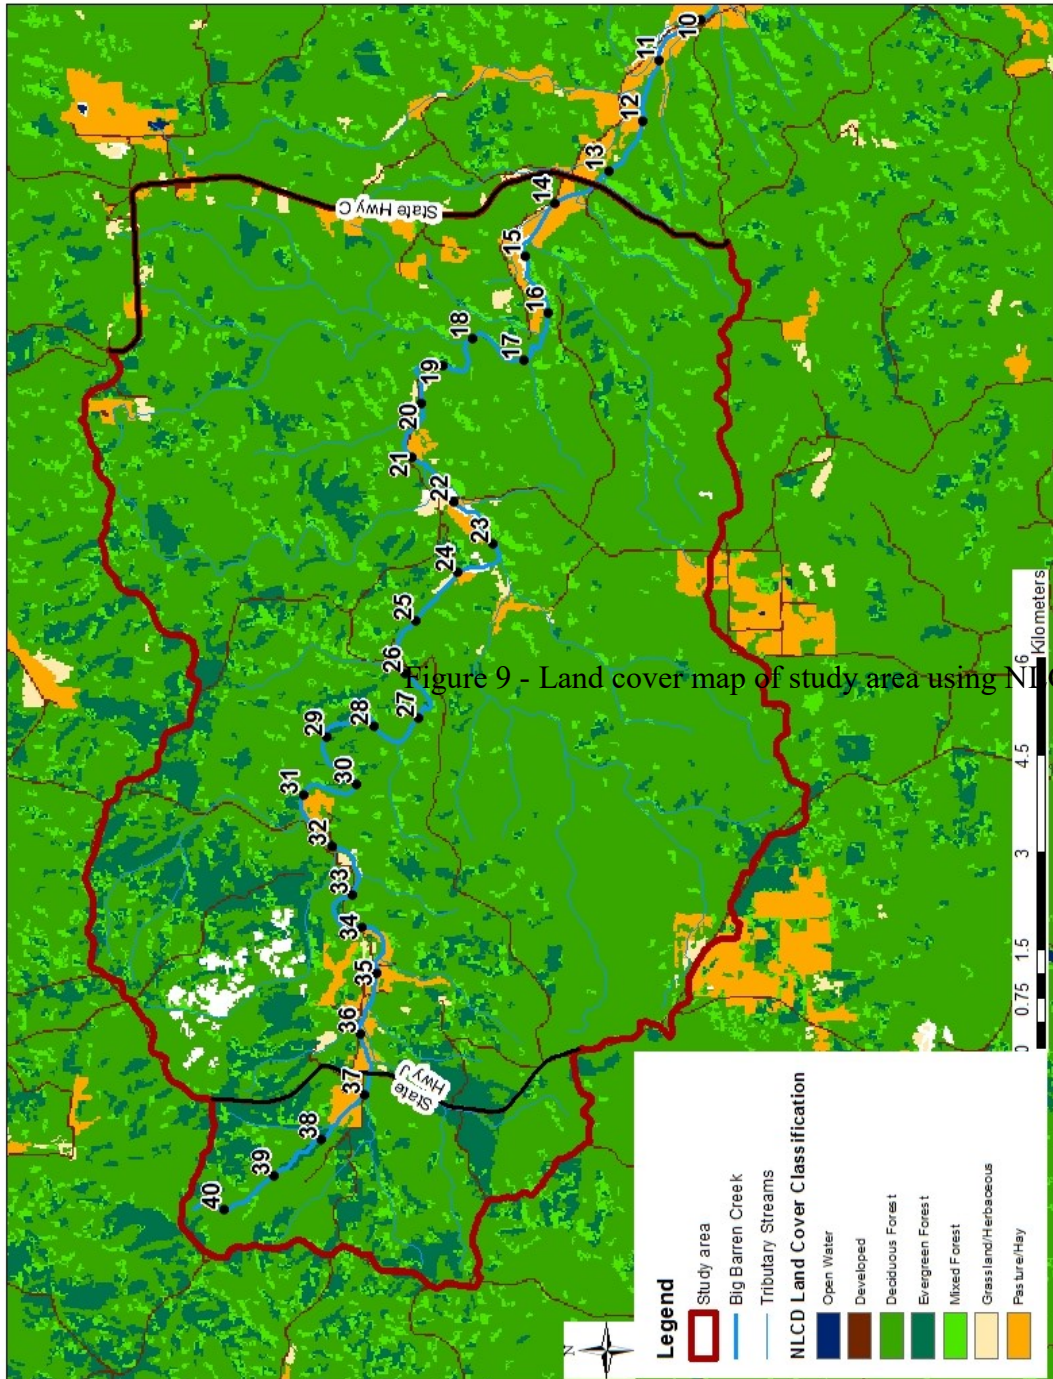 10
11
12
13
14
15
16
17
18
19
20
21
22
23
24
25
26
27
28
29
30
31
32
33
34
35
36
37
38
39
40
State Hwy C
State
Hwy J
Figure 9 - Land cover map of study area using
N
Legend
Study area
Big Barren Creek
Tributary Streams
NLCD Land Cover Classification
Open Water
Developed
Deciduous Forest
Evergreen Forest
Mixed Forest
Grassland/Herbaceous
Pasture/Hay
0 0.75 1.5 3 4.5 6
Kilometers